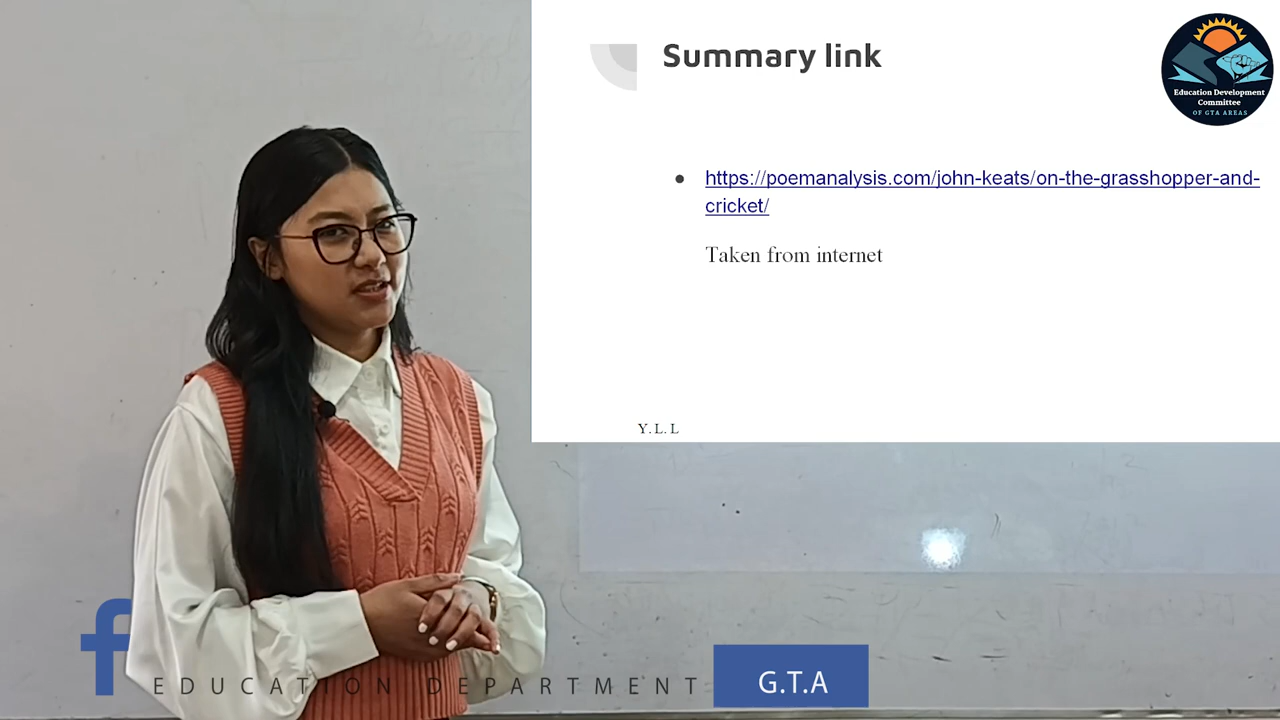 Summary link
https://poemanalysis.com/john-keats/on-the-grasshopper-and-
cricket/
Taken from internet
Y.L.L
Education Development
Committee
OF GTA AREAS
f
EDUCATION DEPARTMENT
G.T.A